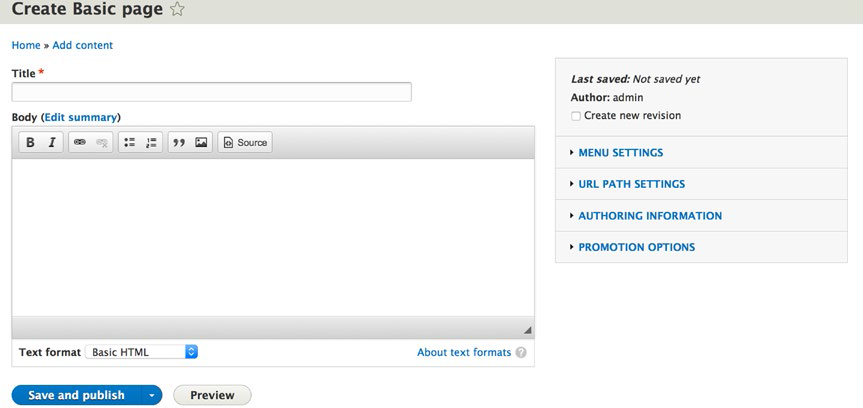 Create Basic page
Home » Add content
Title *
Body (Edit summary)
B I Source
Text format Basic HTML
About text formats ?
Save and publish
Preview
Last saved: Not saved yet
Author: admin
Create new revision
MENU SETTINGS
URL PATH SETTINGS
AUTHORING INFORMATION
PROMOTION OPTIONS